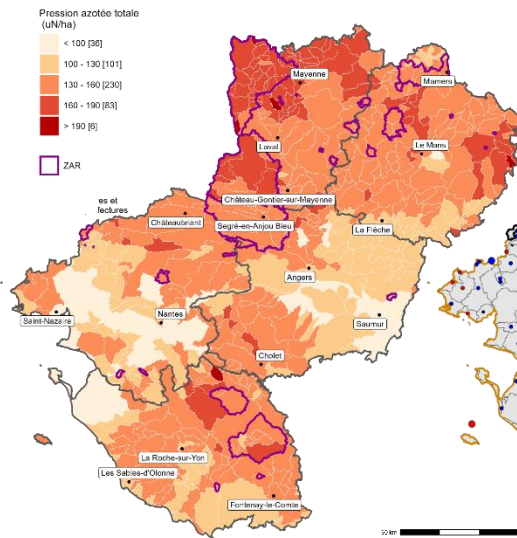 Pression azotée totale
(uN/ha)
< 100 [36]
100 - 130 [101]
130 - 160 [230]
160 - 190 [83]
> 190 [6]
ZAR
Mayenne
Mamers
Laval
Le Mans
Château-Gontier-sur-Mayenne
es et
fectures
Châteaubriant
Segré-en-Anjou Bleu
La Flèche
Angers
Saint-Nazaire
Nantes
Saumur
Cholet
La Roche-sur-Yon
Les Sables-d'Olonne
Fontenay-le-Comte
50 km